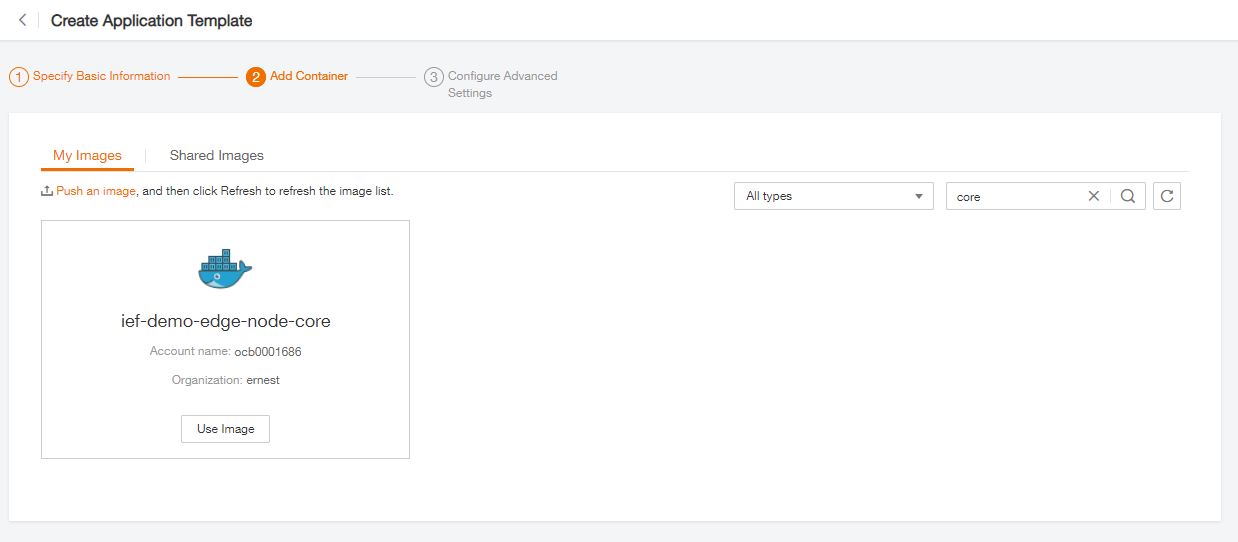 Create Application Template
1 Specify Basic Information
2 Add Container
3 Configure Advanced
Settings
My Images
Shared Images
Push an image, and then click Refresh to refresh the image list.
All types
core
ief-demo-edge-node-core
Account name: ocb0001686
Organization: ernest
Use Image